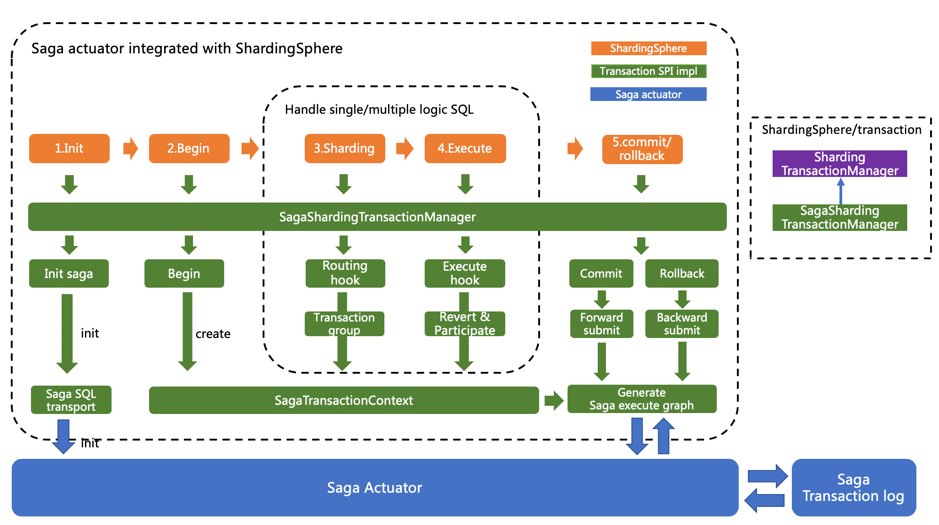 Saga actuator integrated with ShardingSphere
ShardingSphere
Transaction SPI impl
Saga actuator
Handle single/multiple logic SQL
1.Init
2.Begin
3.Sharding
4.Execute
5.commit/
rollback
SagaShardingTransactionManager
Init saga
Begin
Routing
hook
Execute
hook
Commit
Rollback
Transaction
group
Revert &
Participate
Forward
submit
Backward
submit
init
create
Saga SQL
transport
SagaTransactionContext
Generate
Saga execute graph
init
Saga Actuator
Saga
Transaction log
ShardingSphere/transaction
Sharding
TransactionManager
SagaSharding
TransactionManager